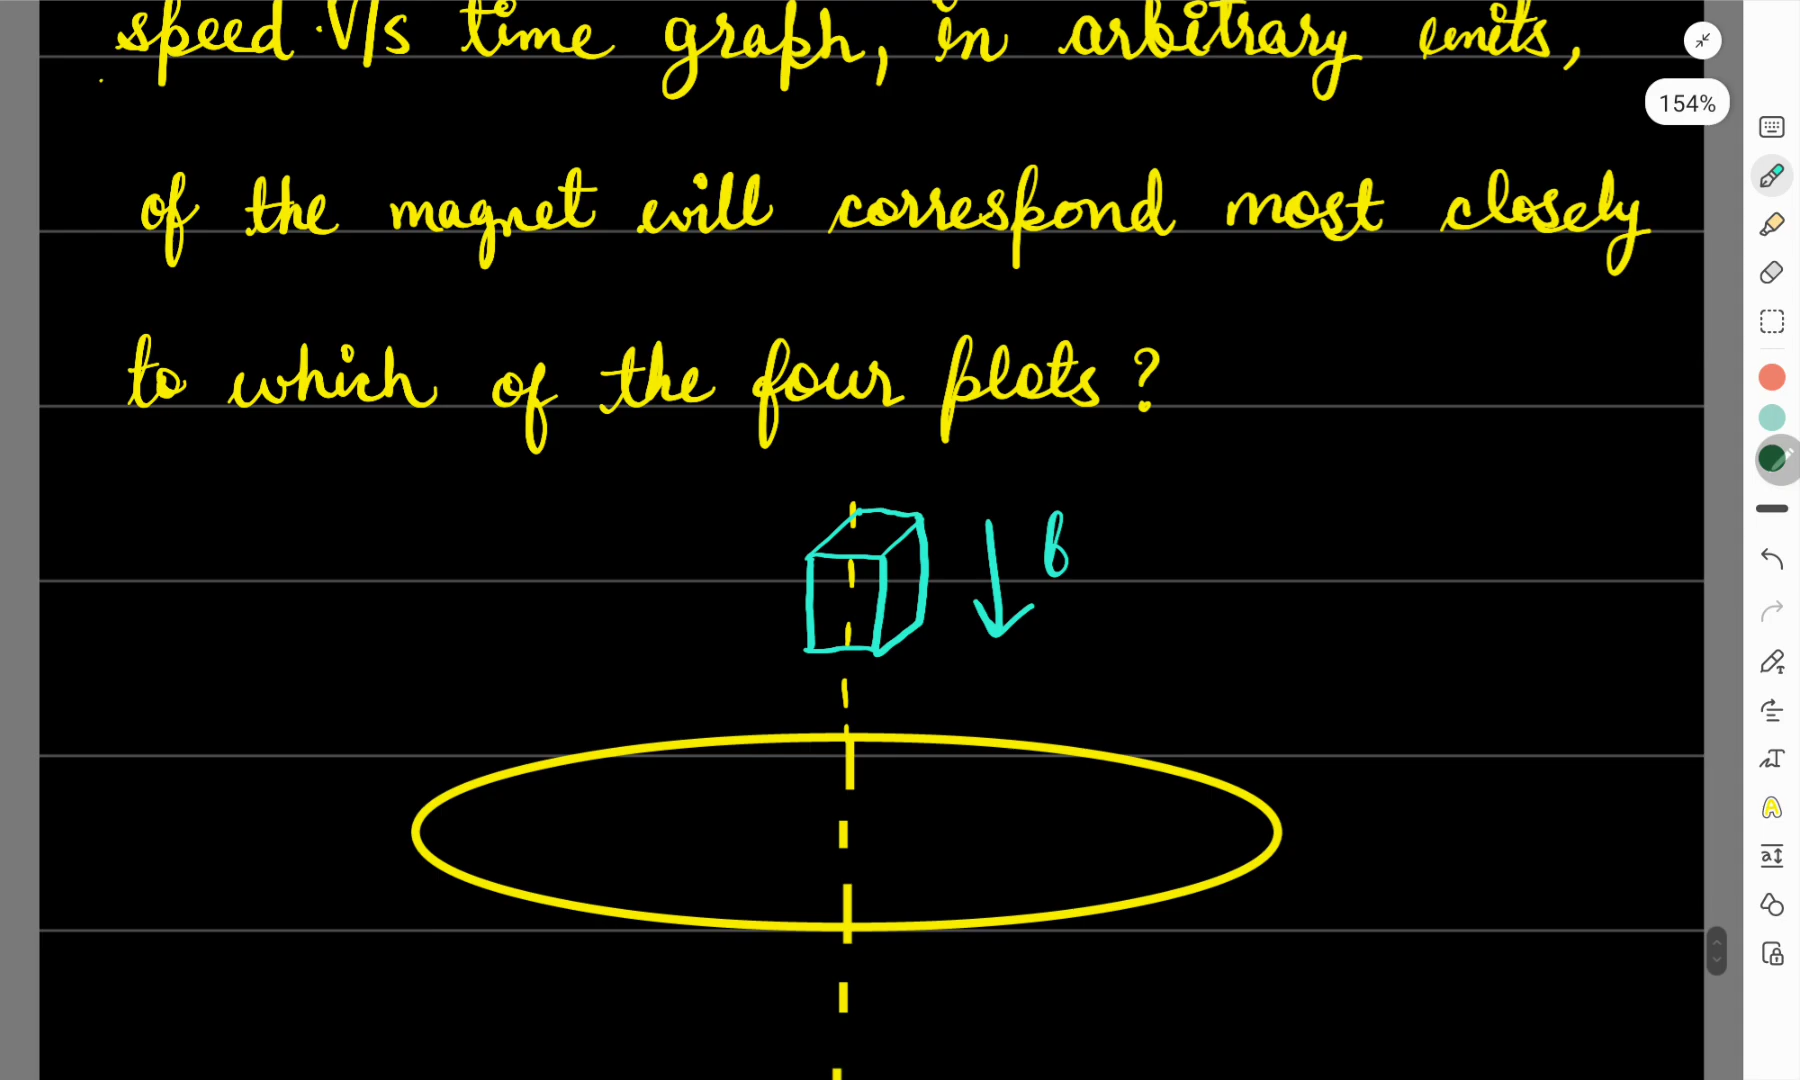 speed V/s time graph, in arbitrary units,
of the magnet will correspond most closely
to which of the four plots?
154%